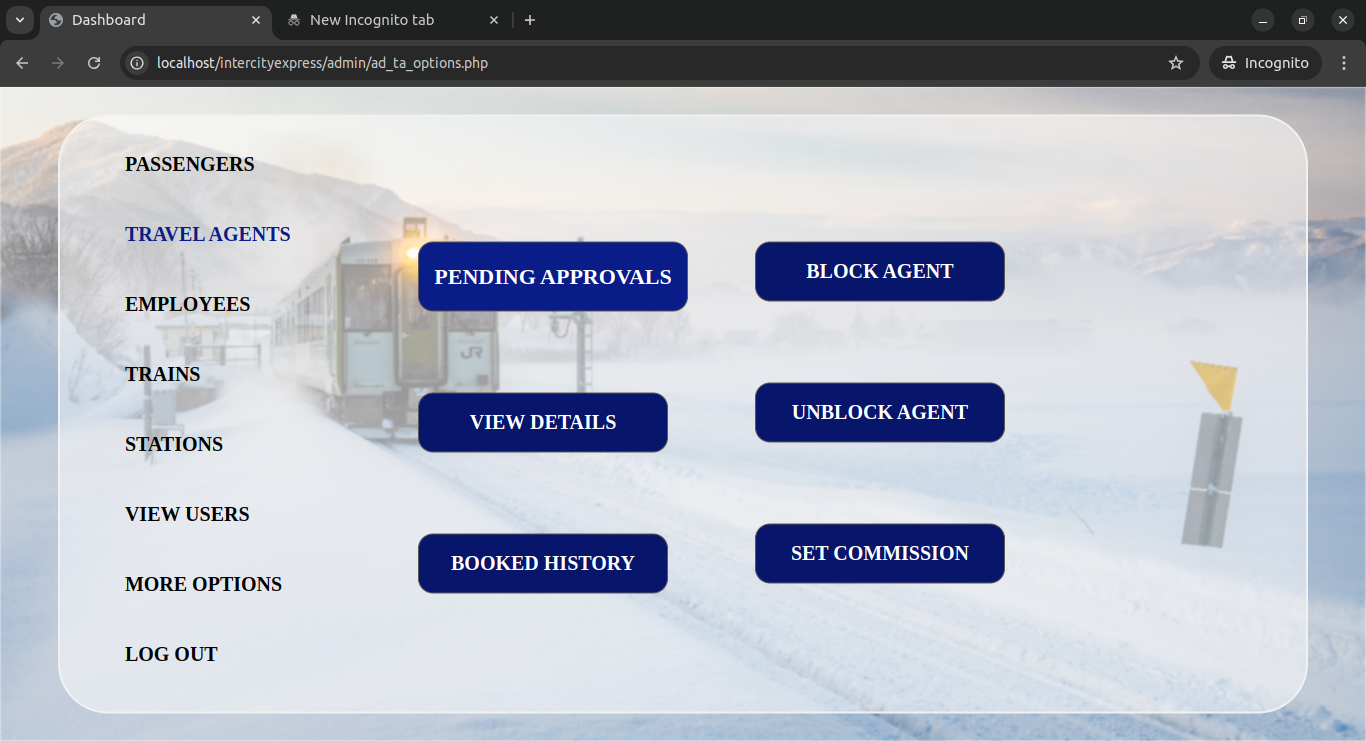 Dashboard
New Incognito tab
localhost/intercityexpress/admin/ad_ta_options.php
Incognito
PASSENGERS
TRAVEL AGENTS
EMPLOYEES
TRAINS
STATIONS
VIEW USERS
MORE OPTIONS
LOG OUT
PENDING APPROVALS
BLOCK AGENT
VIEW DETAILS
UNBLOCK AGENT
BOOKED HISTORY
SET COMMISSION
JR